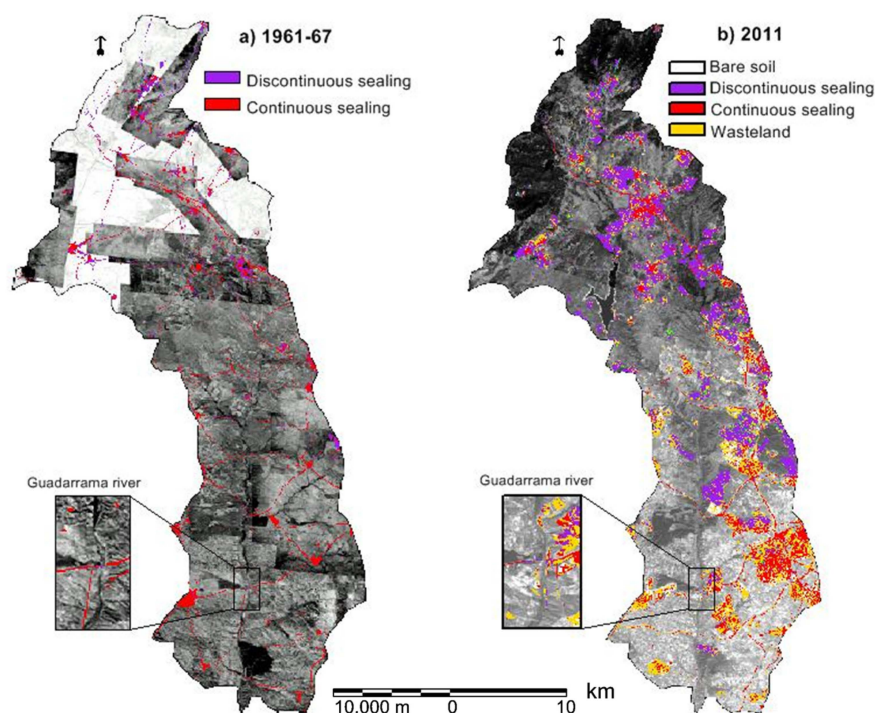 a) 1961-67
Discontinuous sealing
Continuous sealing
Guadarrama river
b) 2011
Bare soil
Discontinuous sealing
Continuous sealing
Wasteland
Guadarrama river
10.000 m 0 10 km